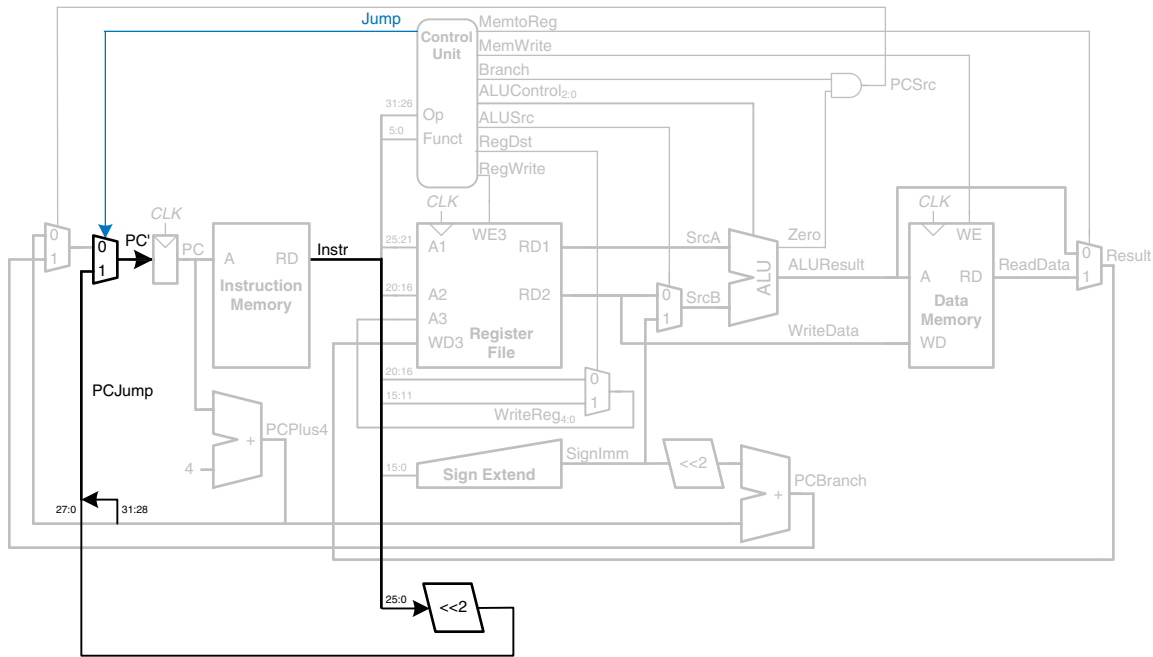 Jump
MemtoReg
Control
Unit
MemWrite
Branch
PCSrc
ALUControl2:0
31:26
Op
ALUSrc
5:0
Funct
RegDst
RegWrite
CLK
CLK
CLK
0
1
0
1
PC'
PC
A
RD
Instruction
Memory
Instr
25:21
A1
WE3
RD1
SrcA
Zero
WE
20:16
A2
RD2
0
1
SrcB
ALU
ALUResult
A
RD
ReadData
0
1
Result
A3
Data
Memory
WD3
Register
File
WriteData
WD
20:16
0
15:11
1
WriteReg4:0
PCJump
PCPlus4
+
4
15:0
Sign Extend
SignImm
<<2
PCBranch
+
27:0
31:28
25:0
<<2